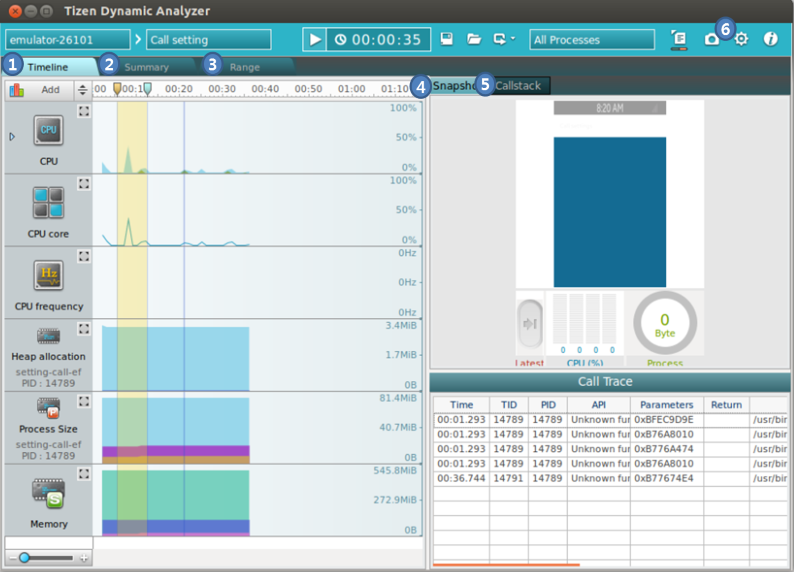 Tizen Dynamic Analyzer
emulator-26101 > Call setting 00:00:35 All Processes 6
1 Timeline 2 Summary 3 Range
Add 00 00:1 00:20 00:30 00:40 00:50 01:00 01:10
4 Snapsho 5 Callstack
CPU
CPU
100%
50%
0%
CPU core
100%
50%
0%
Hz
CPU frequency
0Hz
0Hz
0Hz
Heap allocation
setting-call-ef
PID : 14789
3.4MiB
1.7MiB
0B
Process Size
setting-call-ef
PID : 14789
81.4MiB
40.7MiB
0B
Memory
545.8MiB
272.9MiB
0B
8:20 AM
0
Byte
0 0 0 0
Latest CPU (%) Process
Call Trace
Time TID PID API Parameters Return
00:01.293 14789 14789 Unknown fur 0xBFEC9D9E /usr/bir
00:01.293 14789 14789 Unknown fur 0xB76A8010 /usr/bir
00:01.293 14789 14789 Unknown fur 0xB776A474 /usr/bir
00:01.293 14789 14789 Unknown fur 0xB76A8010 /usr/bir
00:36.744 14791 14789 Unknown fur 0xB77674E4 /usr/bir